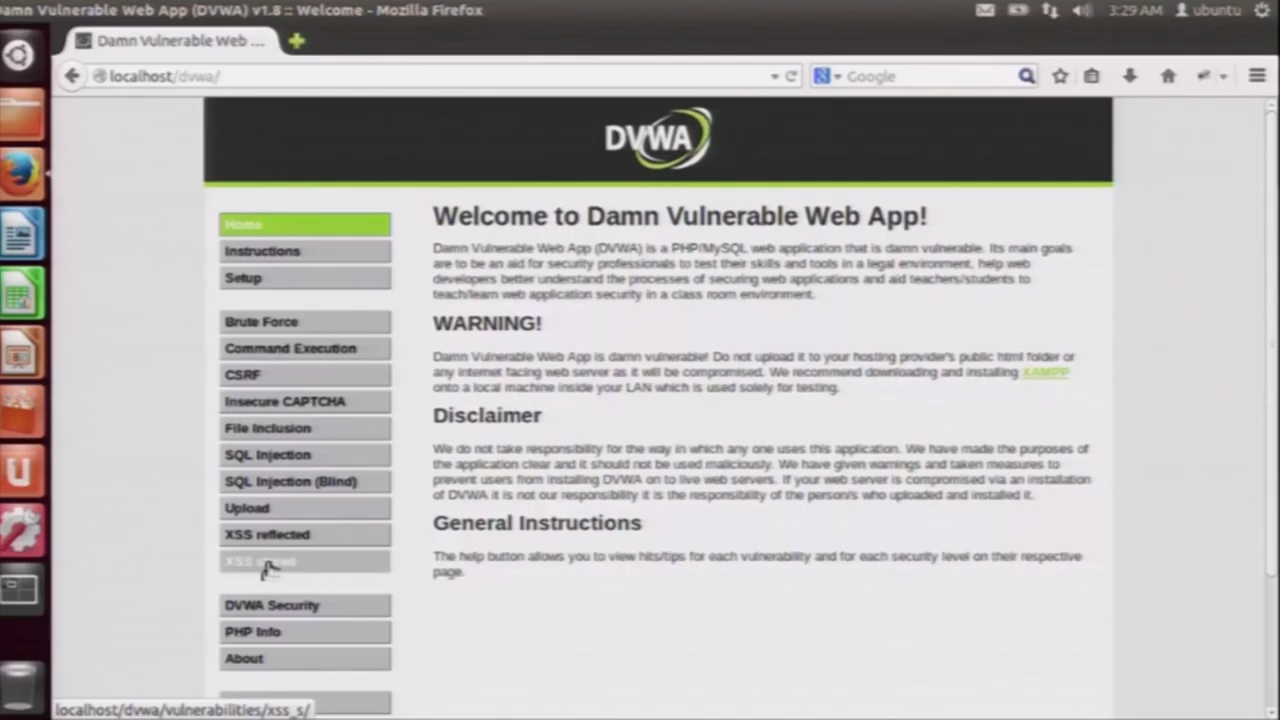 Damn Vulnerable Web App (DVWA) v1.8 :: Welcome - Mozilla Firefox
3:29 AM
ubuntu
Damn Vulnerable Web ...
localhost/dvwa/
Google
DVWA
Home
Instructions
Setup
Brute Force
Command Execution
CSRF
Insecure CAPTCHA
File Inclusion
SQL Injection
SQL Injection (Blind)
Upload
XSS reflected
XSS
DVWA Security
PHP Info
About
Welcome to Damn Vulnerable Web App!
Damn Vulnerable Web App (DVWA) is a PHP/MySQL web application that is damn vulnerable. Its main goals
are to be an aid for security professionals to test their skills and tools in a legal environment, help web
developers better understand the processes of securing web applications and aid teachers/students to
teach/learn web application security in a class room environment.
WARNING!
Damn Vulnerable Web App is damn vulnerable! Do not upload it to your hosting provider's public html folder or
any internet facing web server as it will be compromised. We recommend downloading and installing XAMPP
onto a local machine inside your LAN which is used solely for testing.
Disclaimer
We do not take responsibility for the way in which any one uses this application. We have made the purposes of
the application clear and it should not be used maliciously. We have given warnings and taken measures to
prevent users from installing DVWA on to live web servers. If your web server is compromised via an installation
of DVWA it is not our responsibility it is the responsibility of the person/s who uploaded and installed it.
General Instructions
The help button allows you to view hits/tips for each vulnerability and for each security level on their respective
page.
localhost/dvwa/vulnerabilities/xss_s/